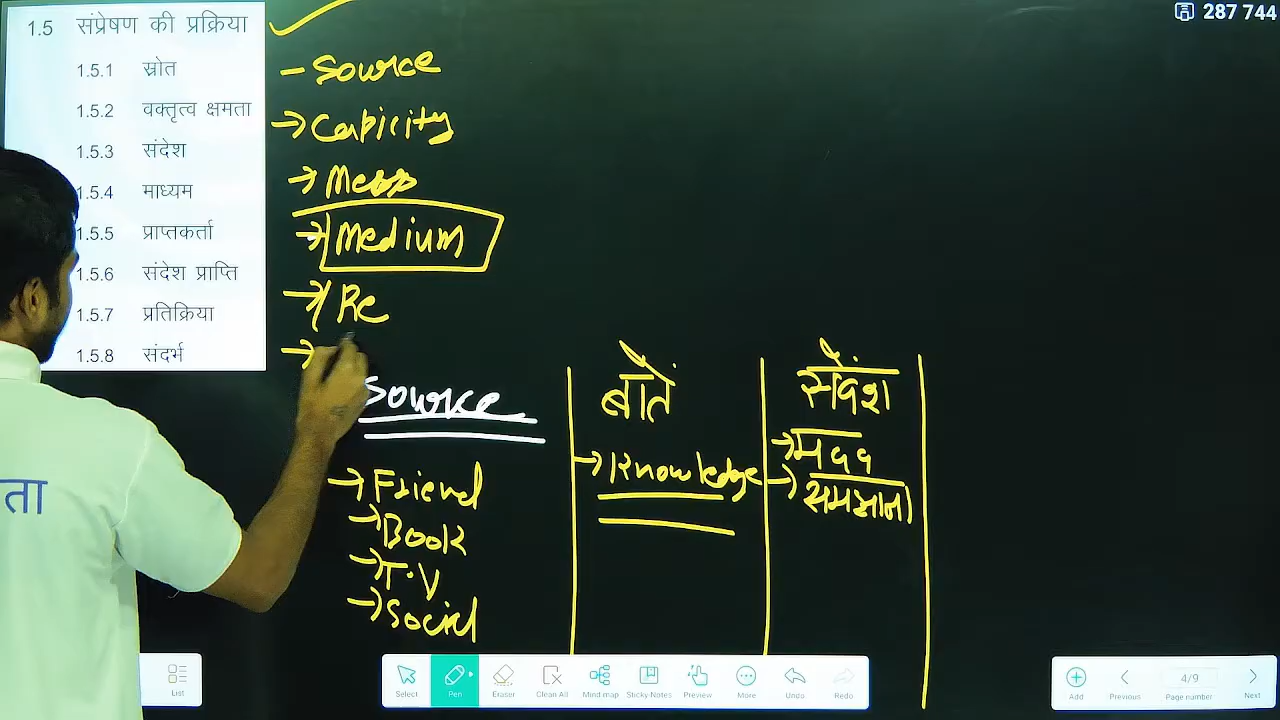 287 744
1.5 संप्रेषण की प्रक्रिया
1.5.1 स्रोत
1.5.2 वक्तृत्व क्षमता
1.5.3 संदेश
1.5.4 माध्यम
1.5.5 प्राप्तकर्ता
1.5.6 संदेश प्राप्ति
1.5.7 प्रतिक्रिया
1.5.8 संदर्भ
- Source
→ Capicity
→ Mess
→ Medium
→ Re
→
Source
→ Friend
→ Book
→ T.V
→ Social
बातें
→ Knowledge
संदेश
→ मदद
→ समझाना
ता
List
Select
Pen
Eraser
Clean All
Mind map
Sticky-Notes
Preview
More
Undo
Redo
Add
Previous
4/9
Page number
Next